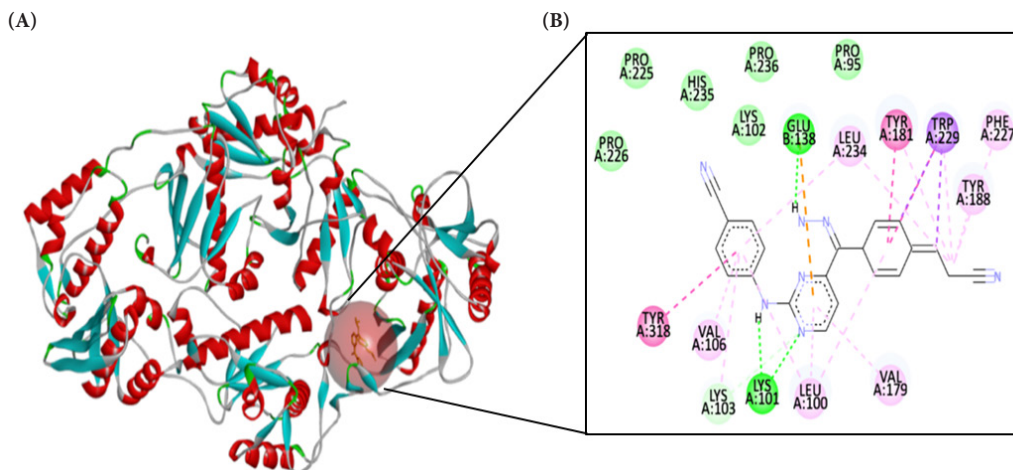 (A)
(B)
PRO
A:225
HIS
A:235
PRO
A:236
PRO
A:95
LYS
A:102
PRO
A:226
GLU
B:138
LEU
A:234
TYR
A:181
TRP
A:229
PHE
A:227
TYR
A:188
N
H
N
N
N
N
H
N
N
TYR
A:318
VAL
A:106
LYS
A:103
LYS
A:101
LEU
A:100
VAL
A:179